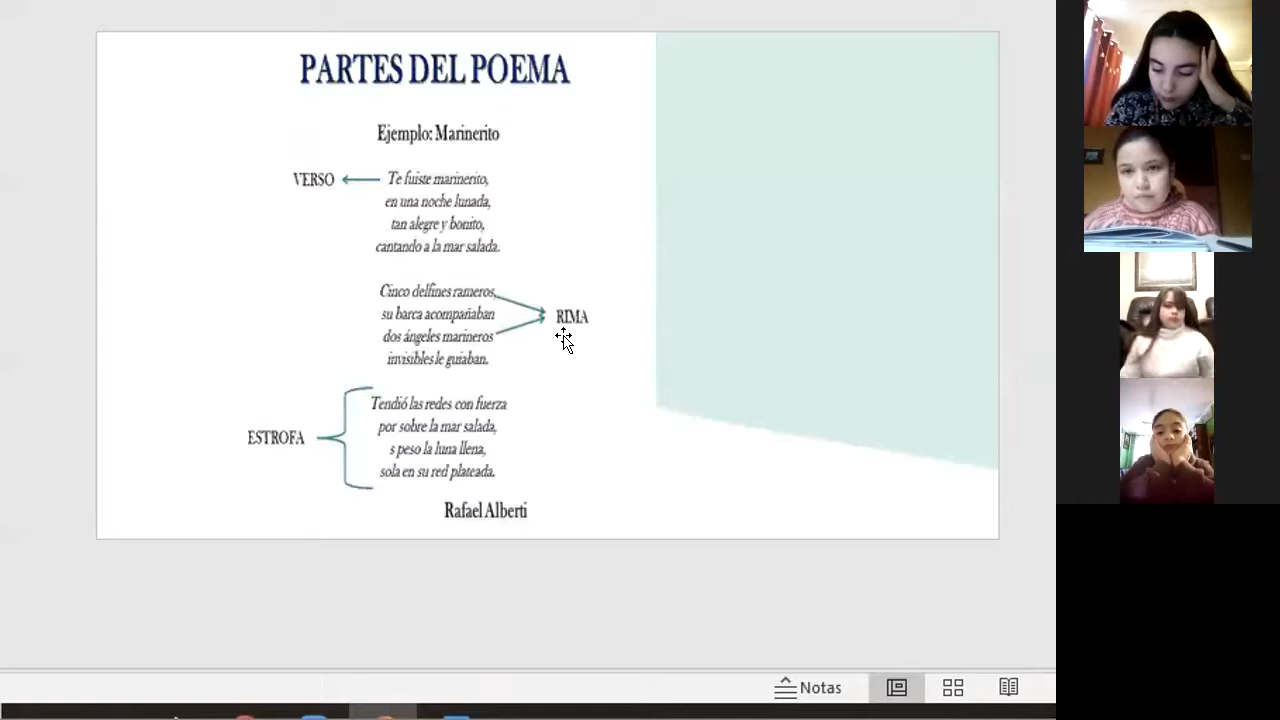 PARTES DEL POEMA
Ejemplo: Marinerito
VERSO
Te fuiste marinerito,
en una noche lunada,
tan alegre y bonito,
cantando a la mar salada.
Cinco delfines rameros,
su barca acompañaban
dos ángeles marineros
invisibles le guiaban.
RIMA
ESTROFA
Tendió las redes con fuerza
por sobre la mar salada,
s peso la luna llena,
sola en su red plateada.
Rafael Alberti
Notas